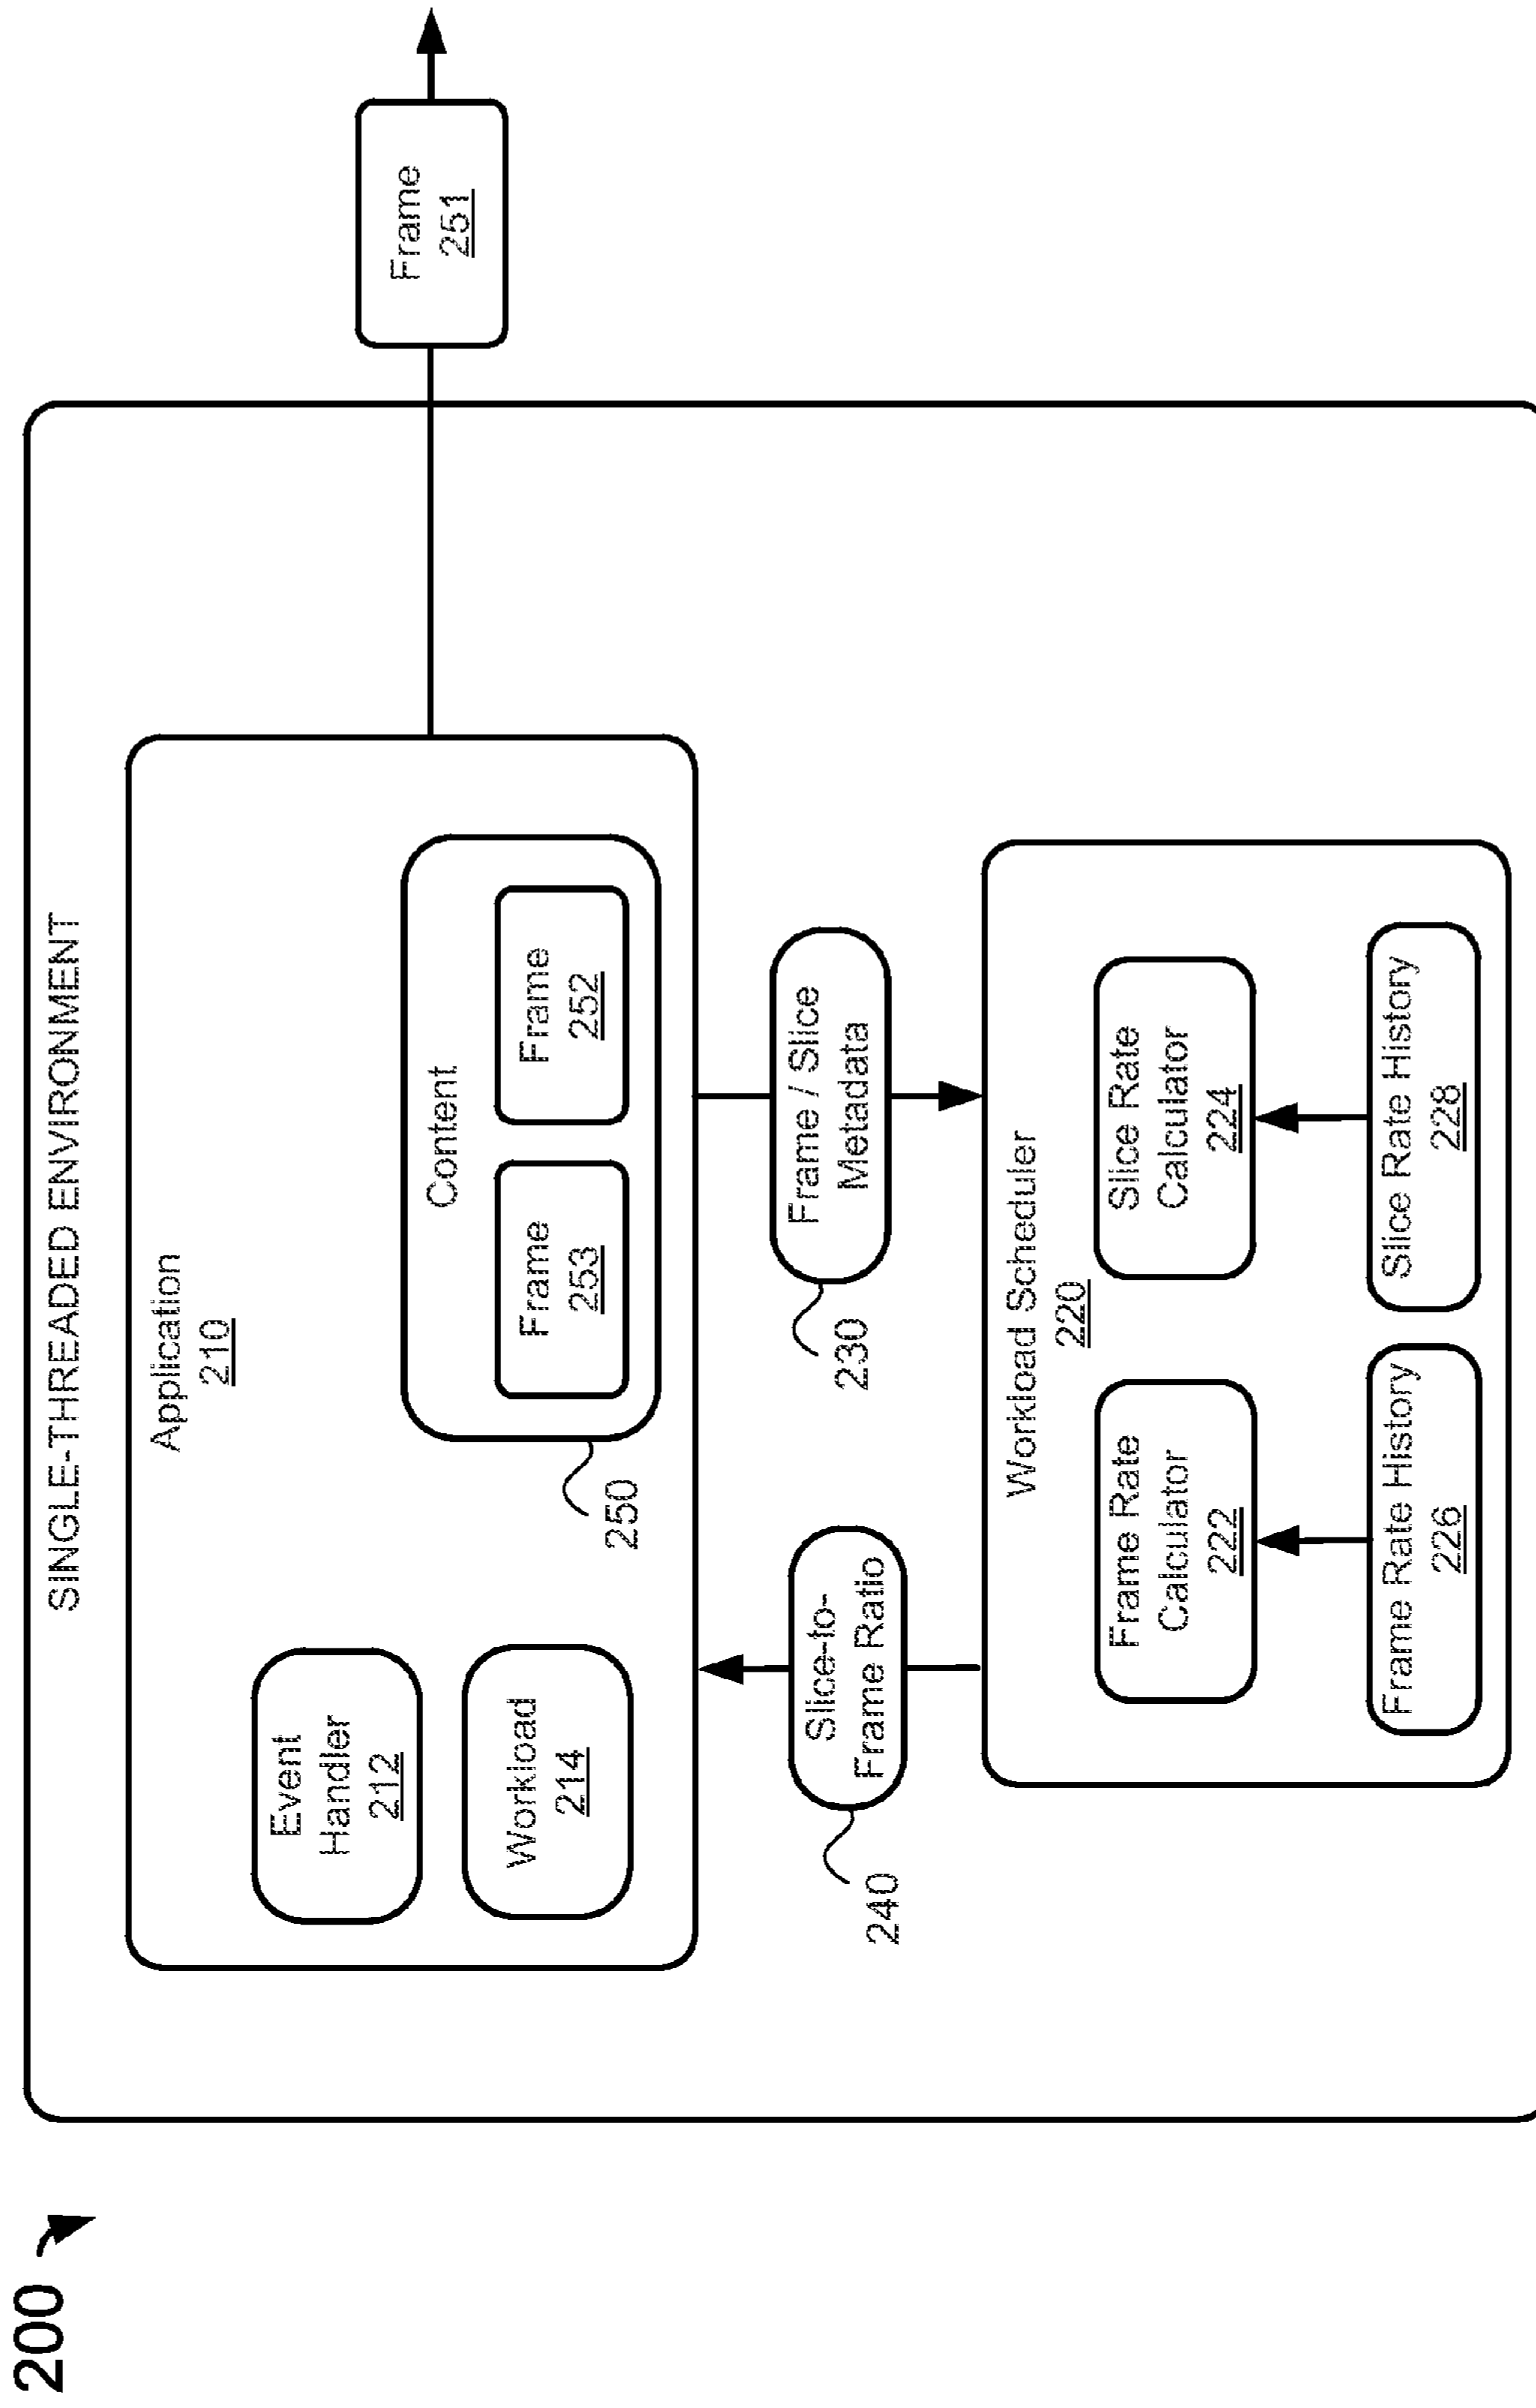 200
SINGLE-THREADED ENVIRONMENT
Application
210
Event
Handler
212
Workload
214
250
Content
Frame
253
Frame
252
Frame
251
240
Slice-to-
Frame Ratio
230
Frame / Slice
Metadata
Workload Scheduler
220
Frame Rate
Calculator
222
Slice Rate
Calculator
224
Frame Rate History
226
Slice Rate History
228